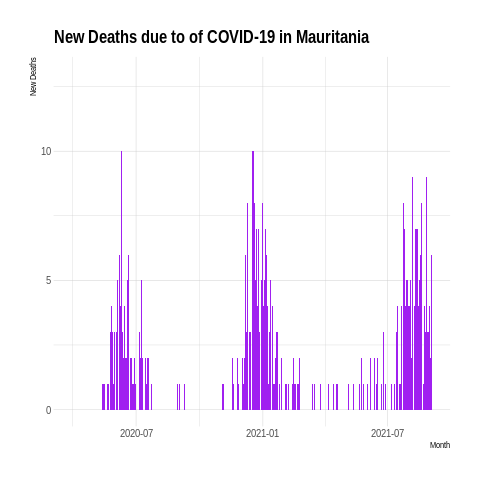 New Deaths due to of COVID-19 in Mauritania
New Deaths
10
5
0
2020-07
2021-01
2021-07
Month